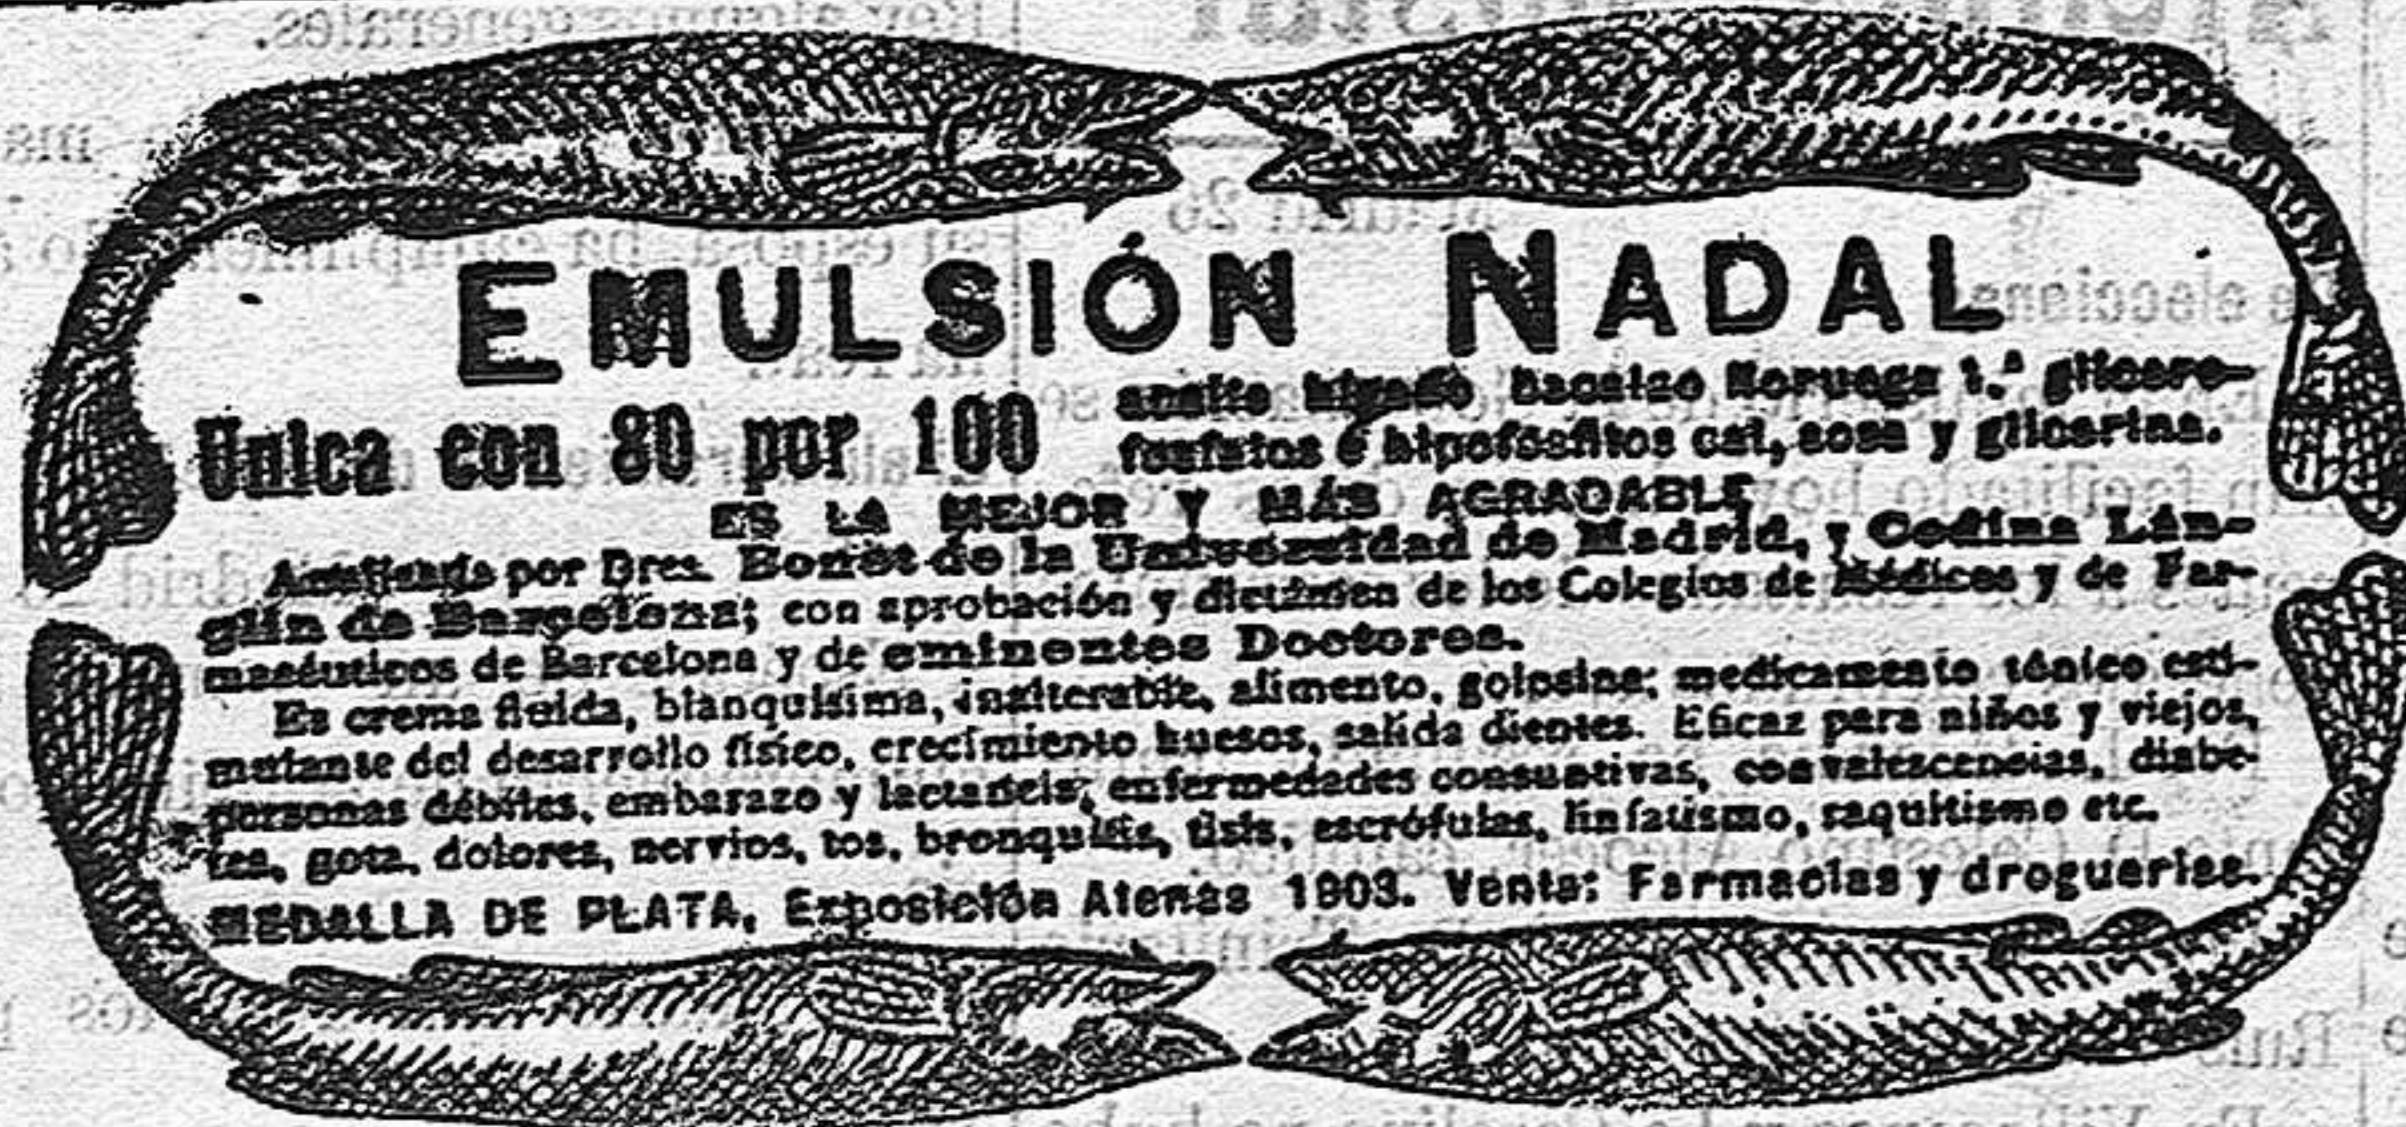 EMULSIÓN NADAL
Única con 80 por 100
aceite hígado bacalao Noruega 1.ª glicero-
fosfatos é hipofosfitos cal, sosa y glicerina.
ES LA MEJOR Y MÁS AGRADABLE
Analizada por Dres. Bonet de la Universidad de Madrid, y Codina Län-
glin de Barcelona; con aprobación y dictámen de los Colegios de Médicos y de Far-
macéuticos de Barcelona y de eminentes Doctores.
Es crema fluida, blanquísima, inalterable, alimento, golosina; medicamento tónico esti-
mulante del desarrollo físico, crecimiento huesos, salida dientes. Eficaz para niños y viejos,
personas débiles, embarazo y lactancia; enfermedades consuntivas, convalescencias, diabe-
tes, gota, dolores, nervios, tos, bronquitis, tisis, escrófulas, linfatismo, raquitismo etc.
MEDALLA DE PLATA, Exposición Atenas 1903. Venta: Farmacias y droguerías.